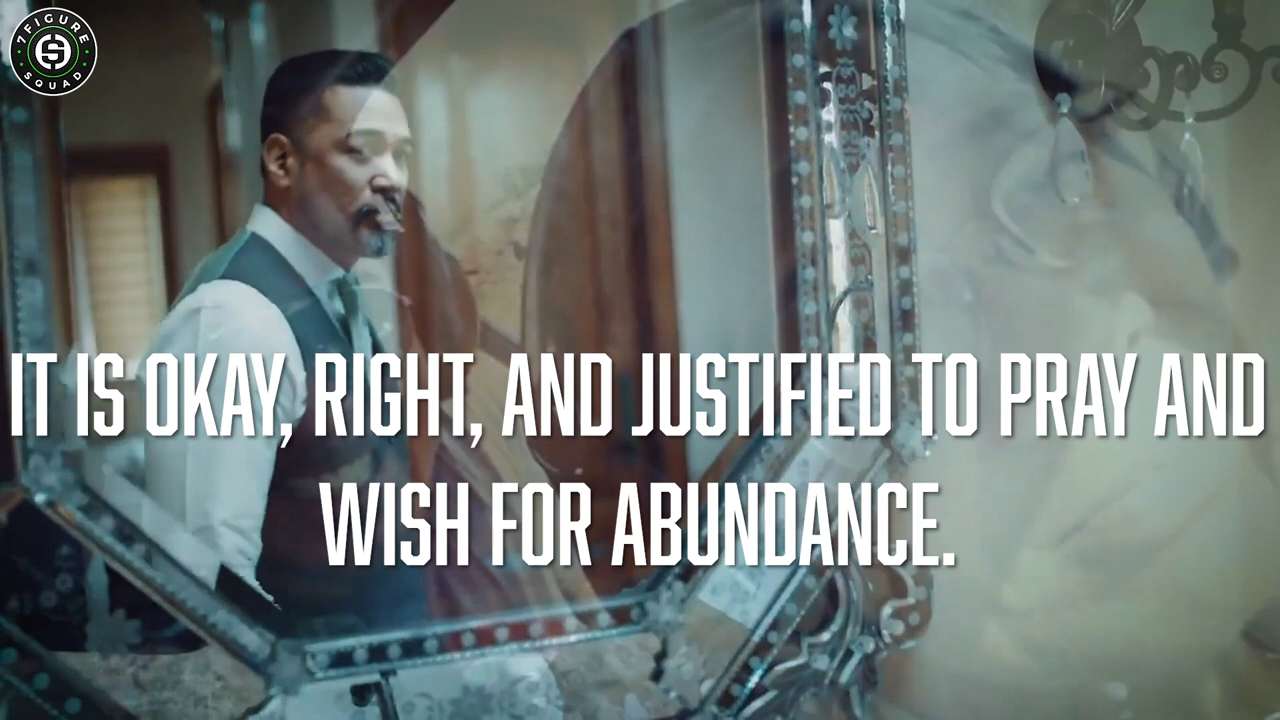 7FIGURE
SQUAD
IT IS OKAY, RIGHT, AND JUSTIFIED TO PRAY AND
WISH FOR ABUNDANCE.